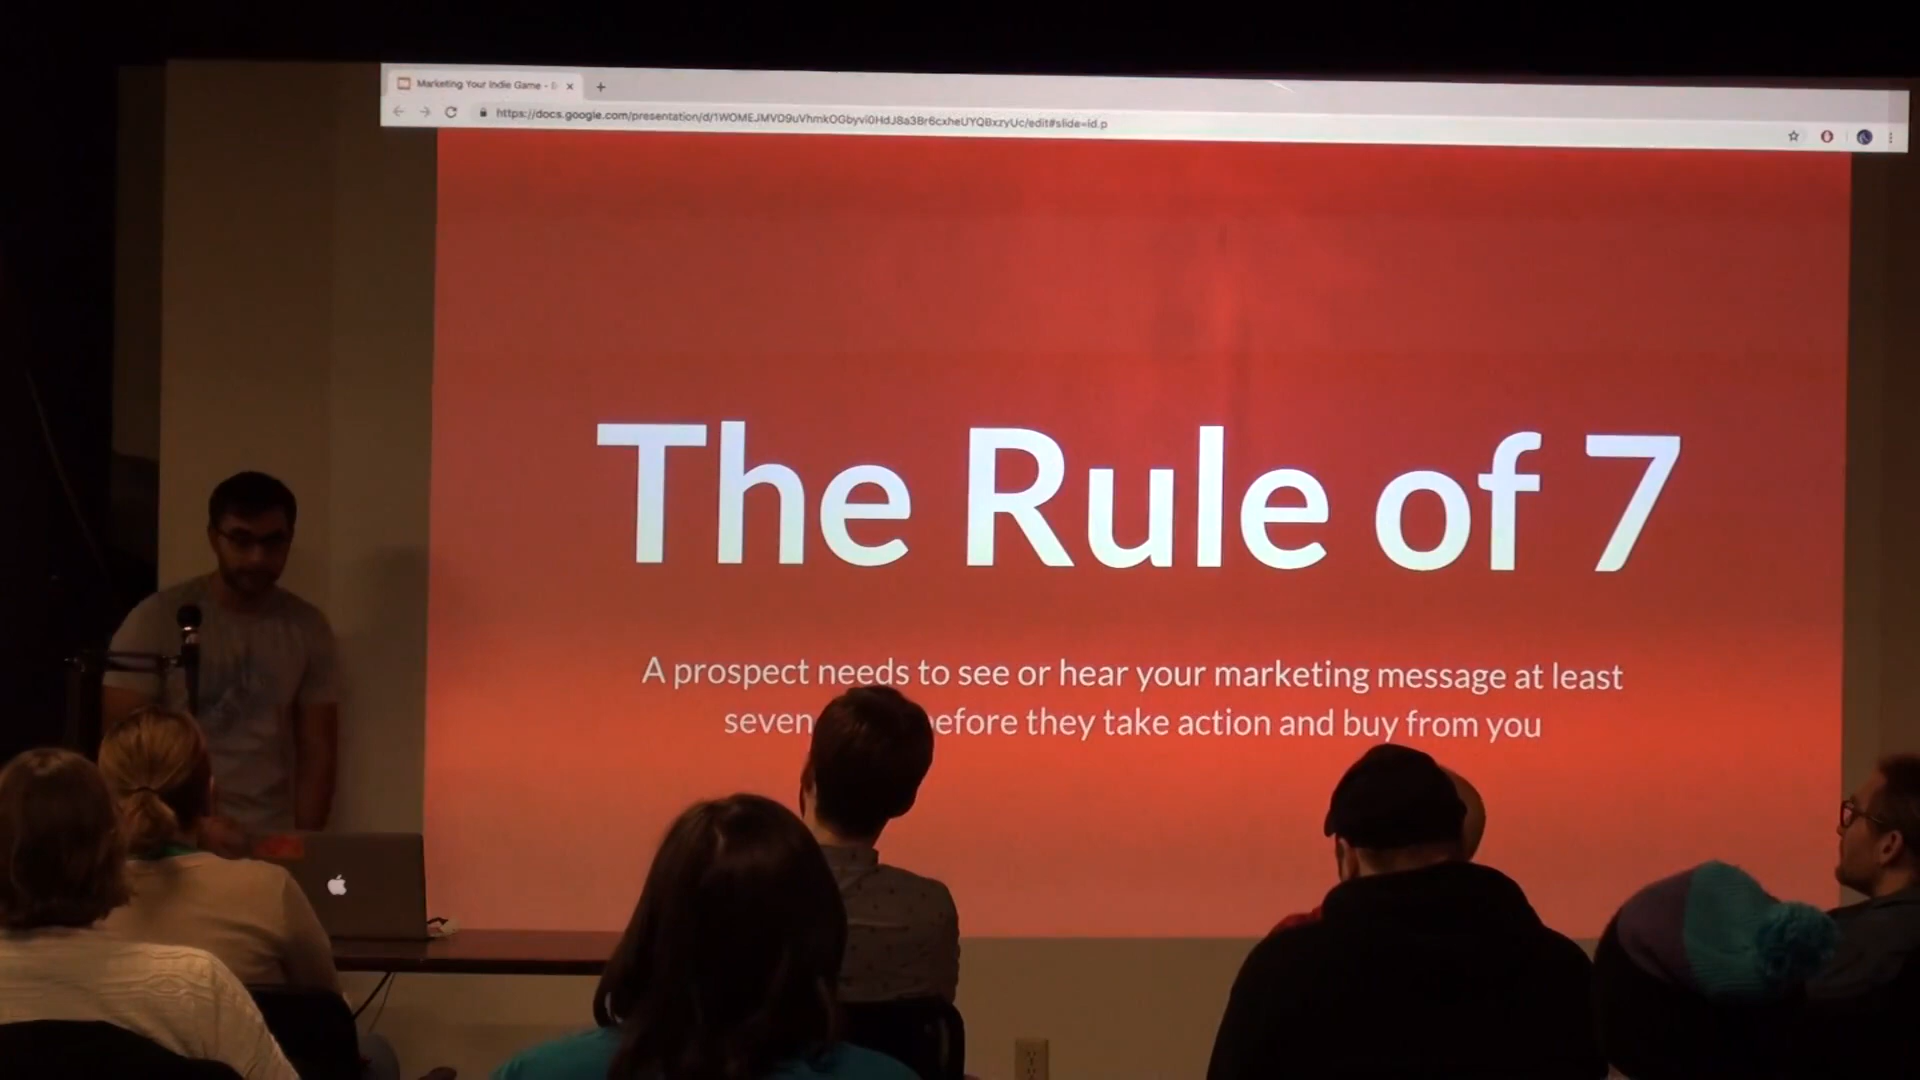 Marketing Your Indie Game -
https://docs.google.com/presentation/d/1WOMEJMVD9uVhmkOGbyvi0HdJ8a3Br6cxheUYQBxzyUc/edit#slide=id.p
The Rule of 7
A prospect needs to see or hear your marketing message at least
seven efore they take action and buy from you